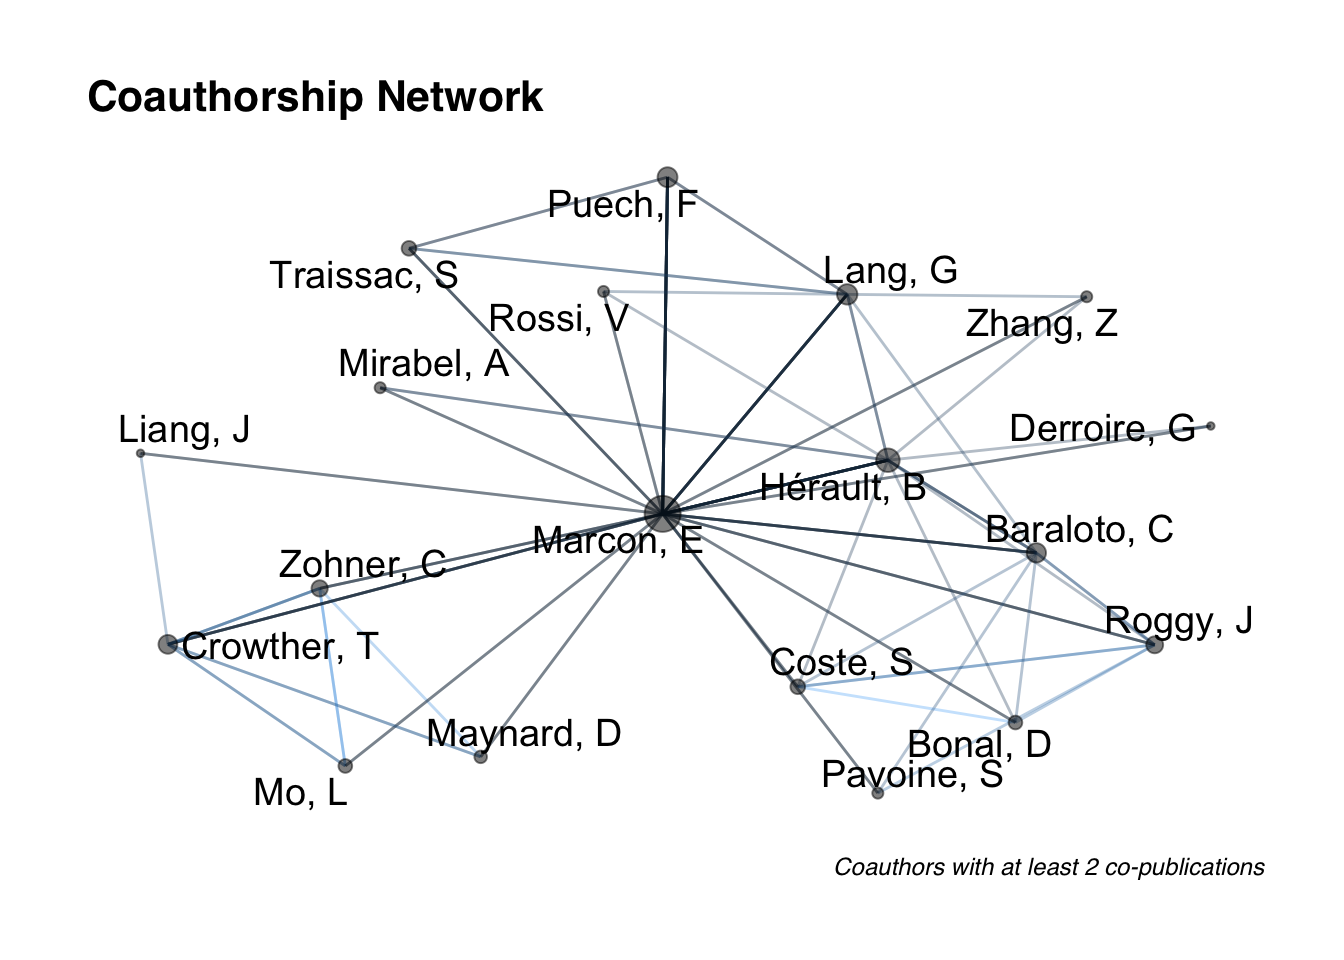 Coauthorship Network
Puech, F
Traissac, S
Lang, G
Rossi, V
Zhang, Z
Mirabel, A
Liang, J
Derroire, G
Hérault, B
Marcon, E
Baraloto, C
Zohner, C
Roggy, J
Crowther, T
Coste, S
Maynard, D
Bonal, D
Pavoine, S
Mo, L
Coauthors with at least 2 co-publications